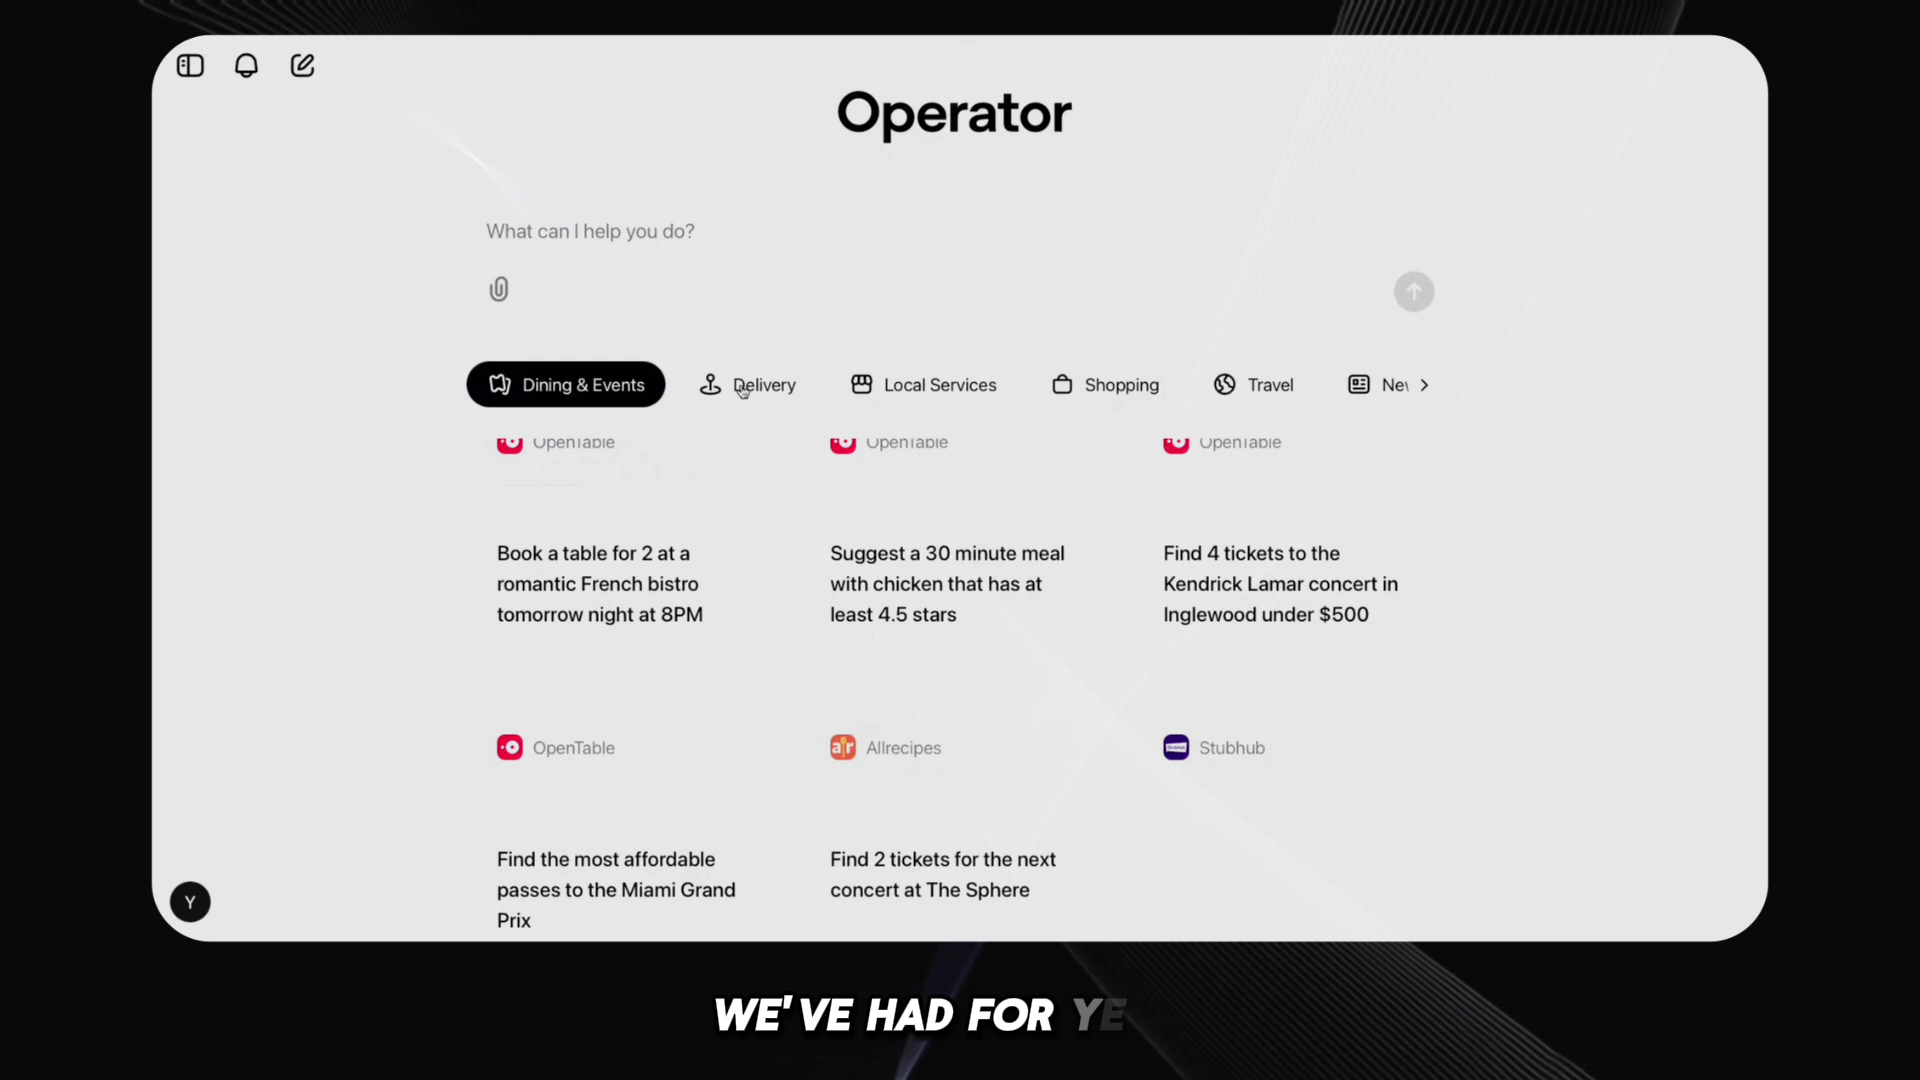 Operator
What can I help you do?
Dining & Events
Delivery
Local Services
Shopping
Travel
OpenTable
OpenTable
OpenTable
Book a table for 2 at a
romantic French bistro
tomorrow night at 8PM
Suggest a 30 minute meal
with chicken that has at
least 4.5 stars
Find 4 tickets to the
Kendrick Lamar concert in
Inglewood under $500
OpenTable
Allrecipes
Stubhub
Find the most affordable
passes to the Miami Grand
Prix
Find 2 tickets for the next
concert at The Sphere
Y
WE'VE HAD FOR YE